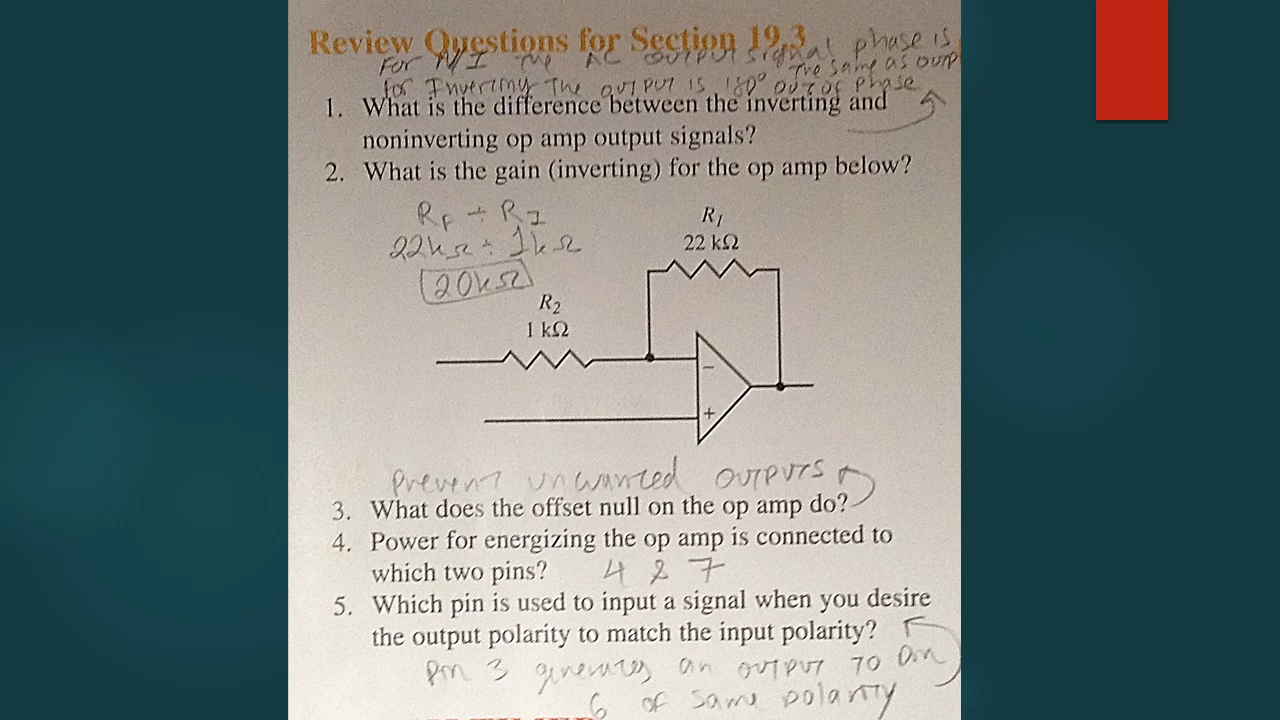 Review Questions for Section 19.3
For N/I The AC output signal phase is
The same as outp
for Inverting The output is 180° out of phase
1. What is the difference between the inverting and
noninverting op amp output signals?
2. What is the gain (inverting) for the op amp below?
RF ÷ RI
22kΩ ÷ 1kΩ
20kΩ
R1
22 kΩ
R2
1 kΩ
−
+
Prevent unwanted outputs
3. What does the offset null on the op amp do?
4. Power for energizing the op amp is connected to
which two pins? 4 & 7
5. Which pin is used to input a signal when you desire
the output polarity to match the input polarity?
Pin 3 generates an output to pin
6 of same polarity